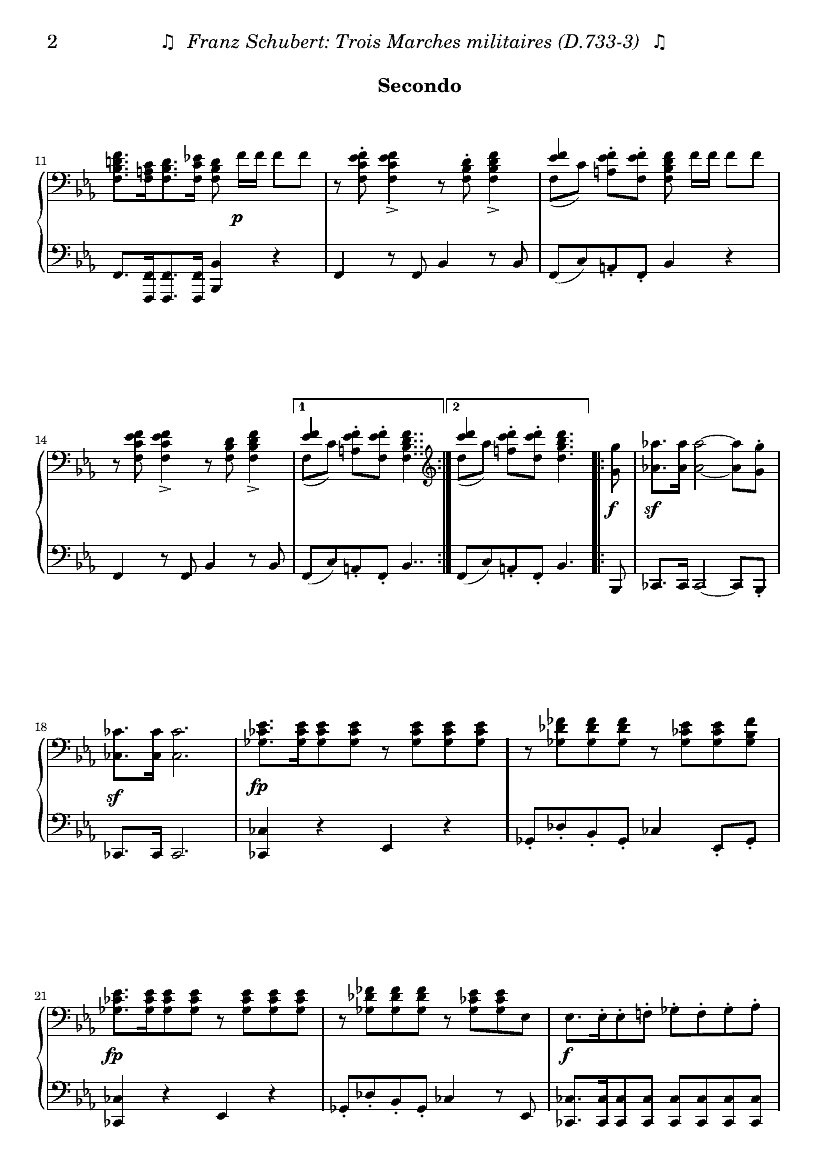 2 ♫ Franz Schubert: Trois Marches militaires (D.733-3) ♫
Secondo
11
p
14
1 2
f sf
18
sf fp
21
fp f